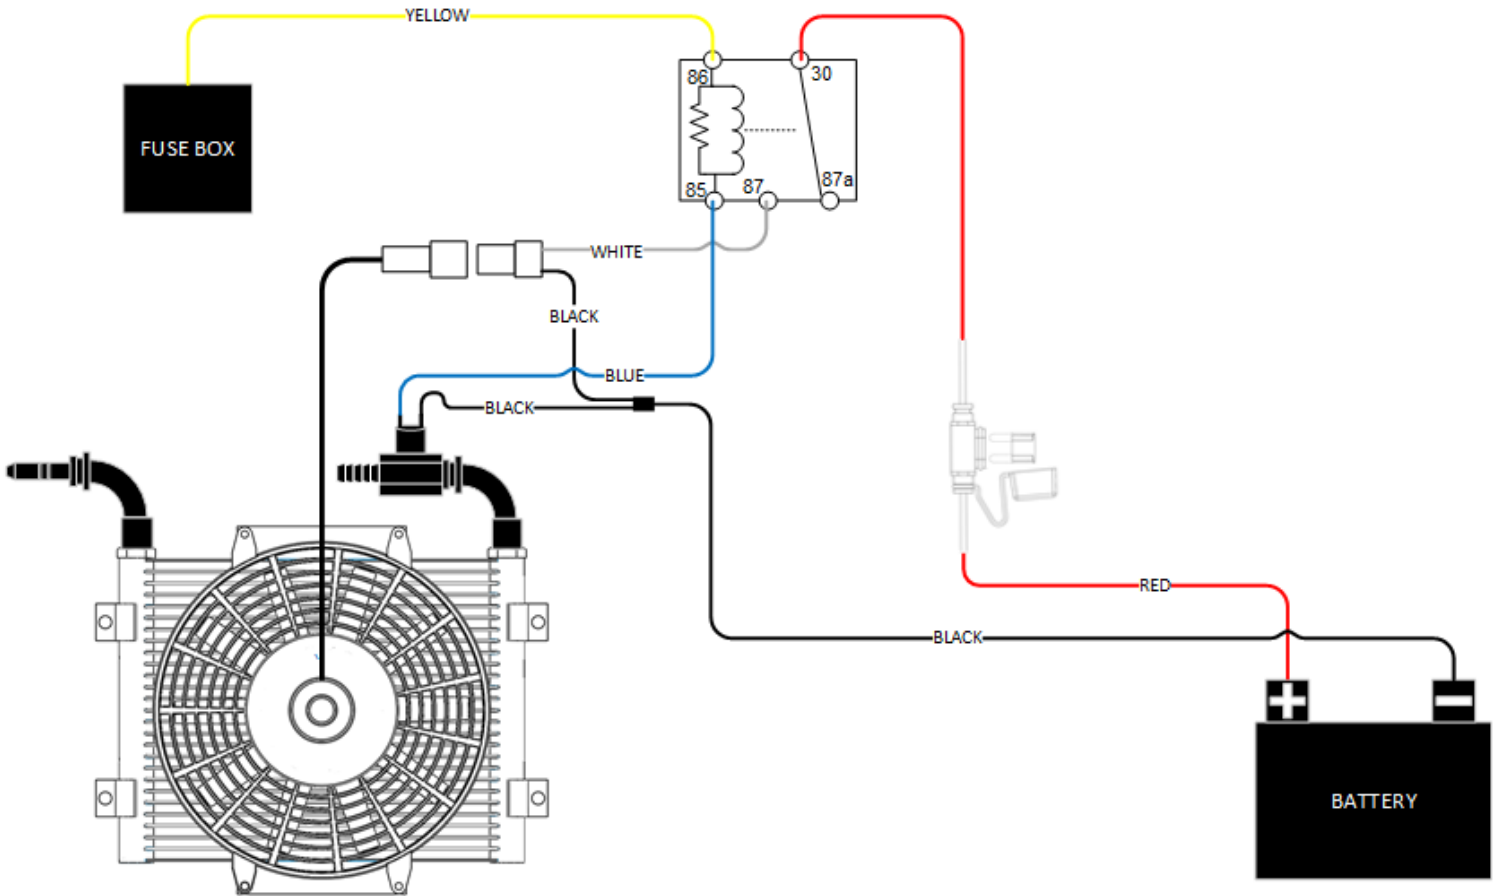 YELLOW
86
30
FUSE BOX
85
87
87a
WHITE
BLACK
BLUE
BLACK
RED
BLACK
BATTERY